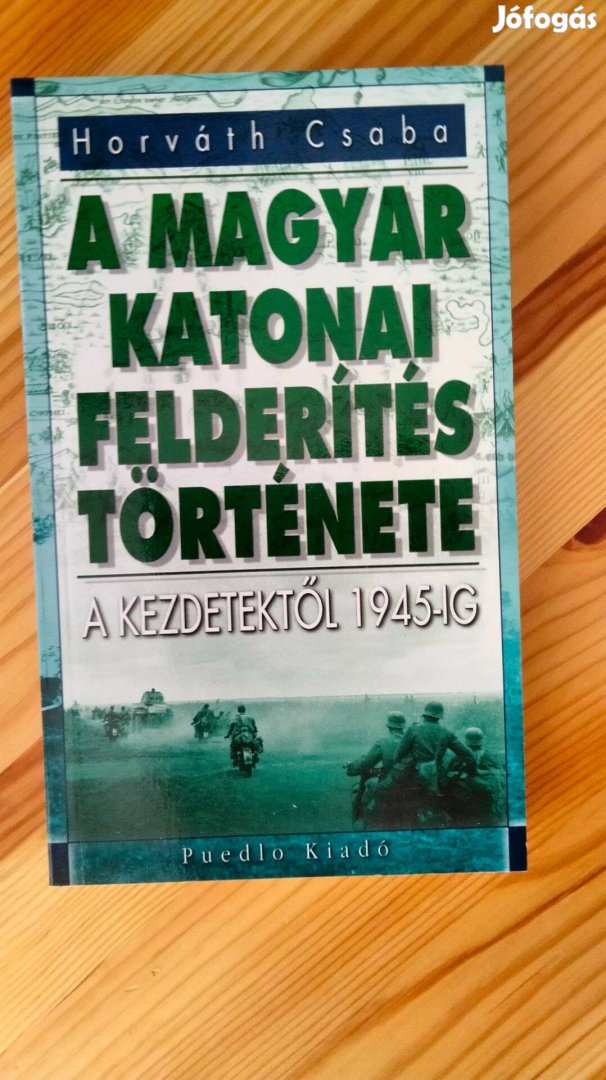 Jófogás
Horváth Csaba
A MAGYAR
KATONAI
FELDERÍTÉS
TÖRTÉNETE
A KEZDETEKTŐL 1945-IG
Puedlo Kiadó